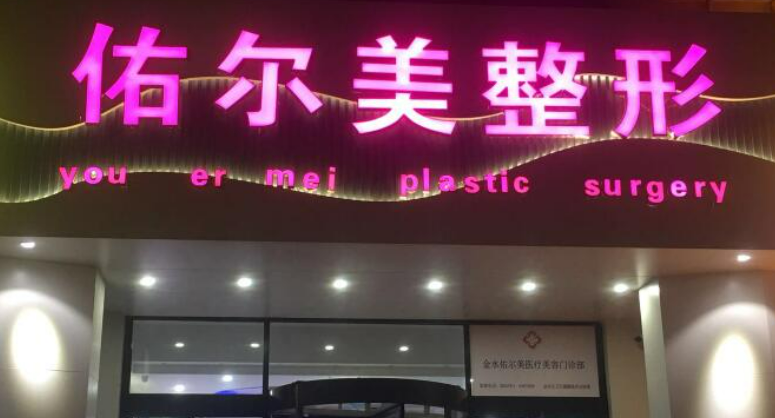 佑尔美整形
you er mei plastic surgery
金水佑尔美医疗美容门诊部